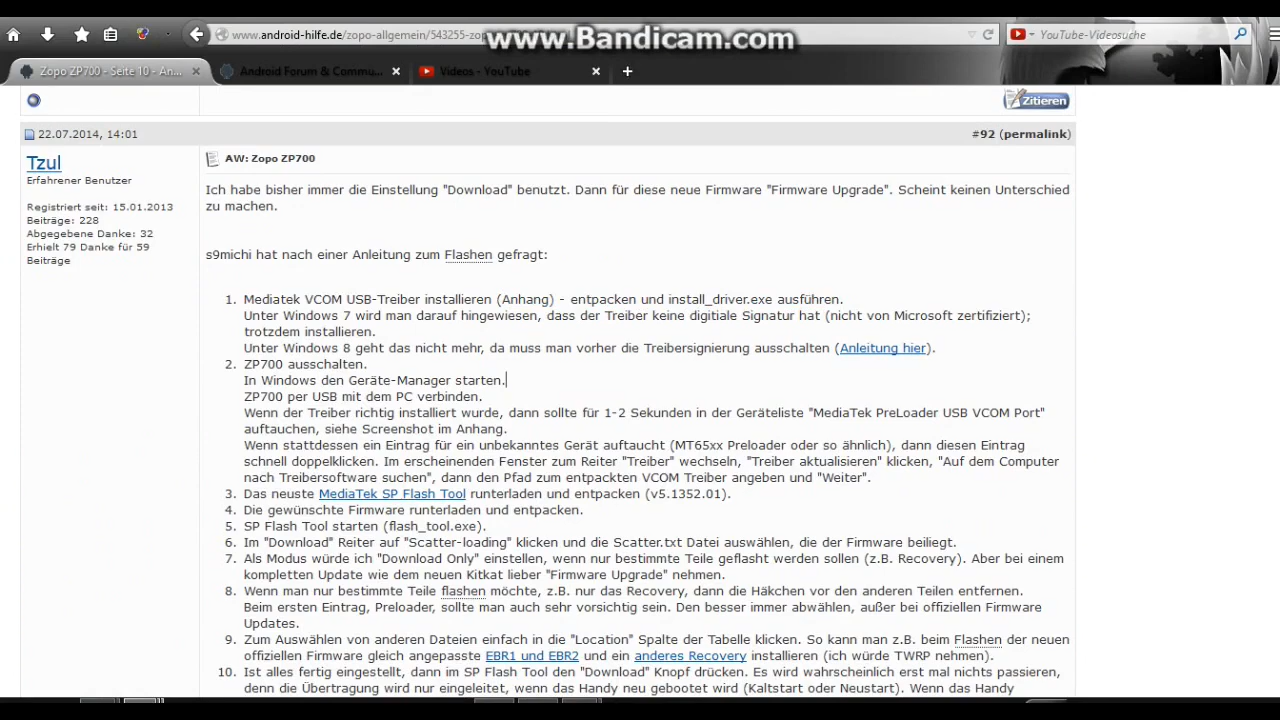 www.android-hilfe.de/zopo-allgemein/543255-zop
www.Bandicam.com
YouTube-Videosuche
Zopo ZP700 - Seite 10 - An...
Android Forum & Commu...
Videos - YouTube
Zitieren
22.07.2014, 14:01
#92 (permalink)
Tzul
Erfahrener Benutzer
Registriert seit: 15.01.2013
Beiträge: 228
Abgegebene Danke: 32
Erhielt 79 Danke für 59
Beiträge
AW: Zopo ZP700
Ich habe bisher immer die Einstellung "Download" benutzt. Dann für diese neue Firmware "Firmware Upgrade". Scheint keinen Unterschied
zu machen.
s9michi hat nach einer Anleitung zum Flashen gefragt:
1. Mediatek VCOM USB-Treiber installieren (Anhang) - entpacken und install_driver.exe ausführen.
Unter Windows 7 wird man darauf hingewiesen, dass der Treiber keine digitiale Signatur hat (nicht von Microsoft zertifiziert);
trotzdem installieren.
Unter Windows 8 geht das nicht mehr, da muss man vorher die Treibersignierung ausschalten (Anleitung hier).
2. ZP700 ausschalten.
In Windows den Geräte-Manager starten.
ZP700 per USB mit dem PC verbinden.
Wenn der Treiber richtig installiert wurde, dann sollte für 1-2 Sekunden in der Geräteliste "MediaTek PreLoader USB VCOM Port"
auftauchen, siehe Screenshot im Anhang.
Wenn stattdessen ein Eintrag für ein unbekanntes Gerät auftaucht (MT65xx Preloader oder so ähnlich), dann diesen Eintrag
schnell doppelklicken. Im erscheinenden Fenster zum Reiter "Treiber" wechseln, "Treiber aktualisieren" klicken, "Auf dem Computer
nach Treibersoftware suchen", dann den Pfad zum entpackten VCOM Treiber angeben und "Weiter".
3. Das neuste MediaTek SP Flash Tool runterladen und entpacken (v5.1352.01).
4. Die gewünschte Firmware runterladen und entpacken.
5. SP Flash Tool starten (flash_tool.exe).
6. Im "Download" Reiter auf "Scatter-loading" klicken und die Scatter.txt Datei auswählen, die der Firmware beiliegt.
7. Als Modus würde ich "Download Only" einstellen, wenn nur bestimmte Teile geflasht werden sollen (z.B. Recovery). Aber bei einem
kompletten Update wie dem neuen Kitkat lieber "Firmware Upgrade" nehmen.
8. Wenn man nur bestimmte Teile flashen möchte, z.B. nur das Recovery, dann die Häkchen vor den anderen Teilen entfernen.
Beim ersten Eintrag, Preloader, sollte man auch sehr vorsichtig sein. Den besser immer abwählen, außer bei offiziellen Firmware
Updates.
9. Zum Auswählen von anderen Dateien einfach in die "Location" Spalte der Tabelle klicken. So kann man z.B. beim Flashen der neuen
offiziellen Firmware gleich angepasste EBR1 und EBR2 und ein anderes Recovery installieren (ich würde TWRP nehmen).
10. Ist alles fertig eingestellt, dann im SP Flash Tool den "Download" Knopf drücken. Es wird wahrscheinlich erst mal nichts passieren,
denn die Übertragung wird nur eingeleitet, wenn das Handy neu gebootet wird (Kaltstart oder Neustart). Wenn das Handy